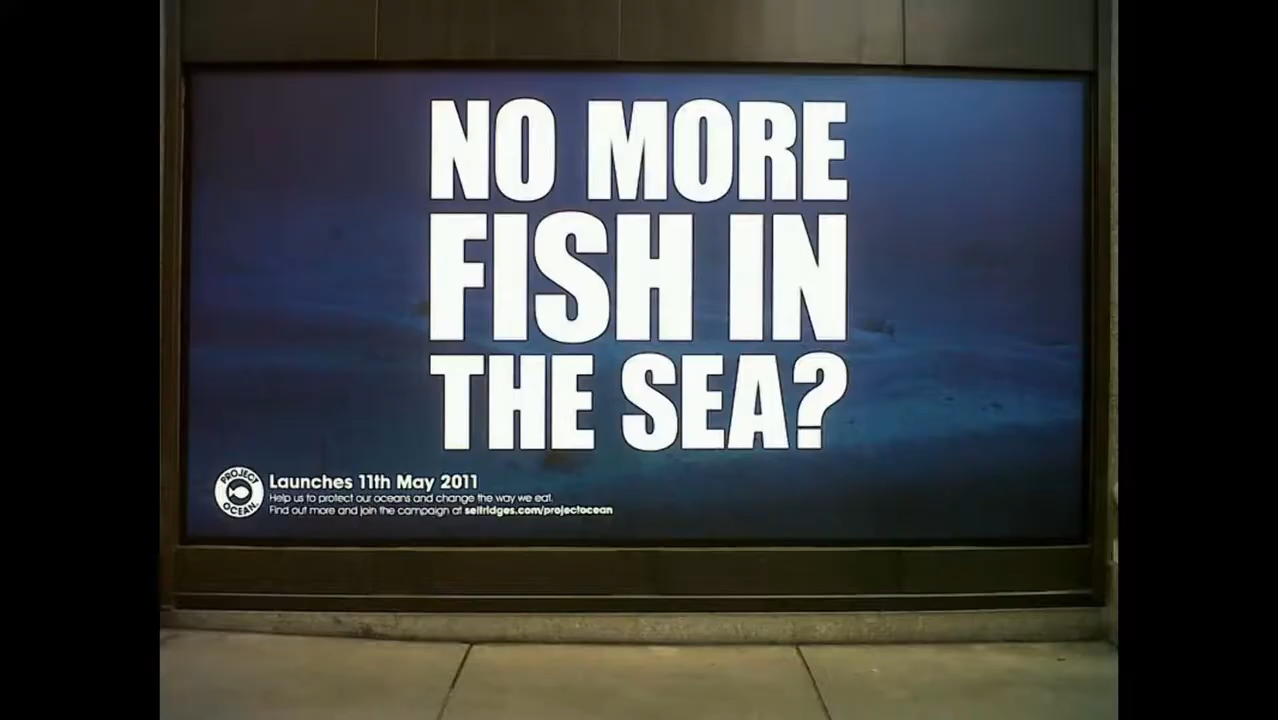 NO MORE
FISH IN
THE SEA?
PROJECT
OCEAN
Launches 11th May 2011
Help us to protect our oceans and change the way we eat.
Find out more and join the campaign at selfridges.com/projectocean